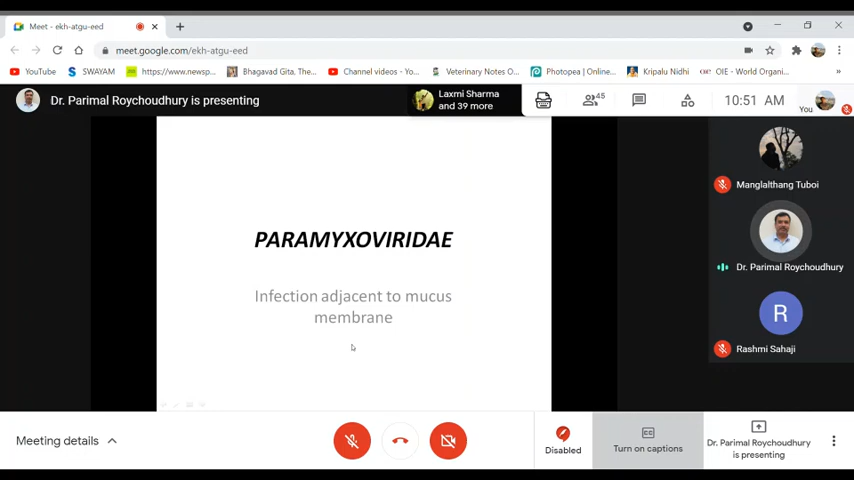 Meet - ekh-atgu-eed
meet.google.com/ekh-atgu-eed
YouTube
SWAYAM
https://www.newsp...
Bhagavad Gita, The...
Channel videos - Yo...
Veterinary Notes O...
Photopea | Online...
Kripalu Nidhi
OIE - World Organi...
»
Dr. Parimal Roychoudhury is presenting
Laxmi Sharma
and 39 more
45
10:51 AM
You
PARAMYXOVIRIDAE
Infection adjacent to mucus
membrane
Manglalthang Tuboi
Dr. Parimal Roychoudhury
R
Rashmi Sahaji
Meeting details
Disabled
CC
Turn on captions
Dr. Parimal Roychoudhury
is presenting